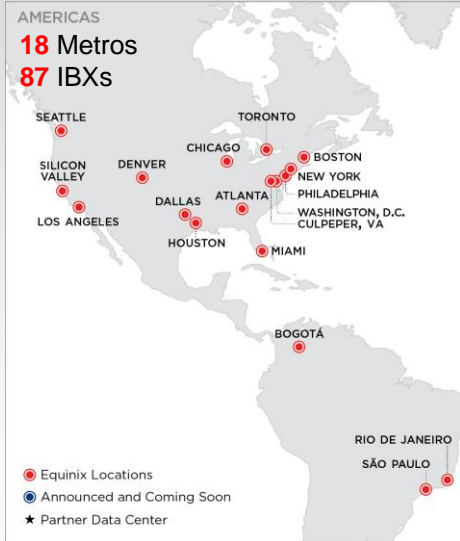 AMERICAS
18 Metros
87 IBXs
SEATTLE
TORONTO
CHICAGO
BOSTON
SILICON
VALLEY
DENVER
NEW YORK
PHILADELPHIA
DALLAS
ATLANTA
WASHINGTON, D.C.
LOS ANGELES
CULPEPER, VA
HOUSTON
MIAMI
BOGOTÁ
RIO DE JANEIRO
SÃO PAULO
Equinix Locations
Announced and Coming Soon
Partner Data Center